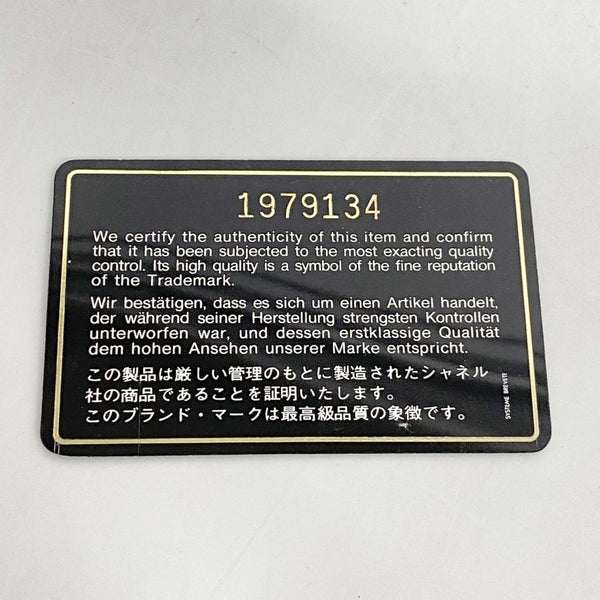 1979134
We certify the authenticity of this item and confirm
that it has been subjected to the most exacting quality
control. Its high quality is a symbol of the fine reputation
of the Trademark.
Wir bestätigen, dass es sich um einen Artikel handelt,
der während seiner Herstellung strengsten Kontrollen
unterworfen war, und dessen erstklassige Qualität
dem hohen Ansehen unserer Marke entspricht.
この製品は厳しい管理のもとに製造されたシャネル
社の商品であることを証明いたします。
このブランド・マークは最高級品質の象徴です。
SYSTEME BREVETE